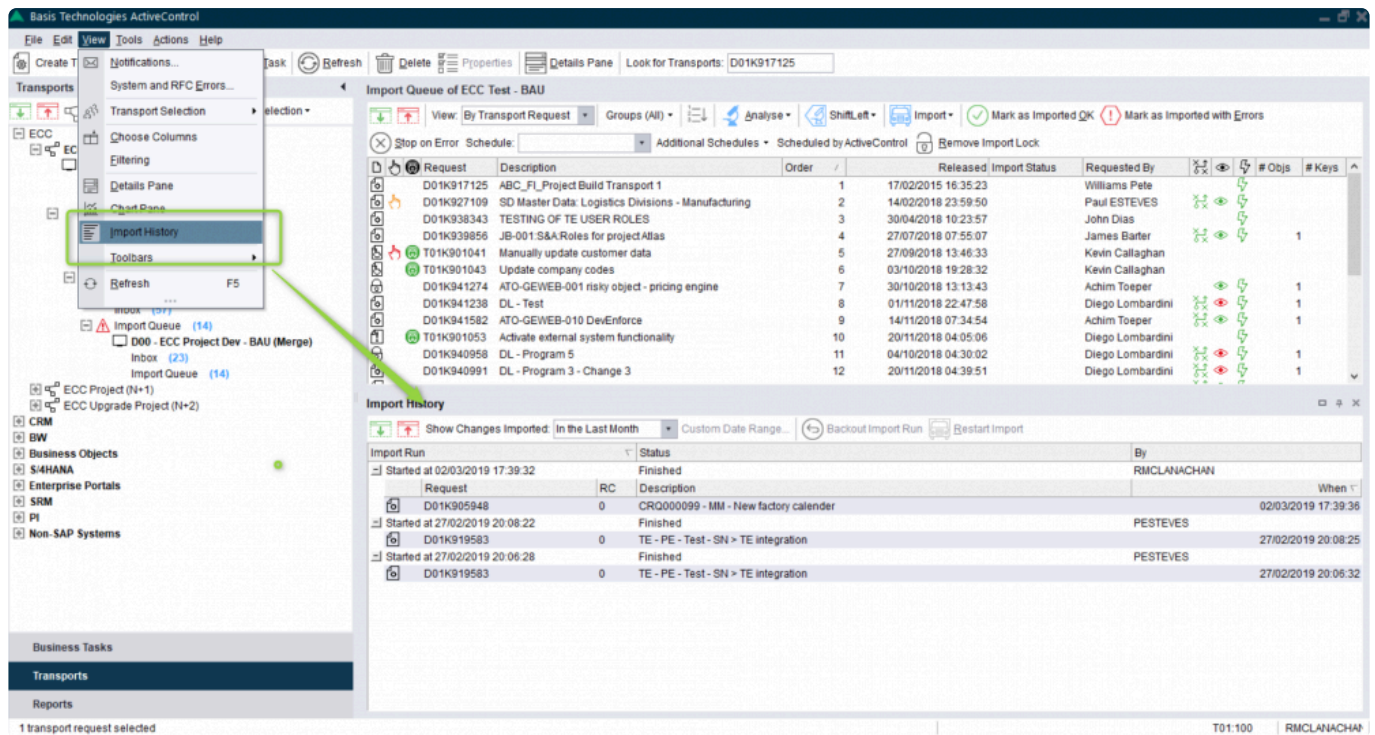 Basis Technologies ActiveControl
File Edit View Tools Actions Help
Create T Task Refresh Delete Properties Details Pane Look for Transports: D01K917125
Notifications...
System and RFC Errors...
Transport Selection
Choose Columns
Filtering
Details Pane
Chart Pane
Import History
Toolbars
Refresh F5
Transports
election
ECC
EC
Inbox (57)
Import Queue (14)
D00 - ECC Project Dev - BAU (Merge)
Inbox (23)
Import Queue (14)
ECC Project (N+1)
ECC Upgrade Project (N+2)
CRM
BW
Business Objects
S/4HANA
Enterprise Portals
SRM
PI
Non-SAP Systems
Business Tasks
Transports
Reports
Import Queue of ECC Test - BAU
View: By Transport Request Groups (All) Analyse ShiftLeft Import Mark as Imported OK Mark as Imported with Errors
Stop on Error Schedule: Additional Schedules Scheduled by ActiveControl Remove Import Lock
Request Description Order / Released Import Status Requested By # Objs # Keys
D01K917125 ABC_FI_Project Build Transport 1 1 17/02/2015 16:35:23 Williams Pete
D01K927109 SD Master Data: Logistics Divisions - Manufacturing 2 14/02/2018 23:59:50 Paul ESTEVES
D01K938343 TESTING OF TE USER ROLES 3 30/04/2018 10:23:57 John Dias
D01K939856 JB-001:S&A:Roles for project Atlas 4 27/07/2018 07:55:07 James Barter 1
T01K901041 Manually update customer data 5 27/09/2018 13:46:33 Kevin Callaghan
T01K901043 Update company codes 6 03/10/2018 19:28:32 Kevin Callaghan
D01K941274 ATO-GEWEB-001 risky object - pricing engine 7 30/10/2018 13:13:43 Achim Toeper 1
D01K941238 DL - Test 8 01/11/2018 22:47:58 Diego Lombardini 1
D01K941582 ATO-GEWEB-010 DevEnforce 9 14/11/2018 07:34:54 Achim Toeper 1
T01K901053 Activate external system functionality 10 20/11/2018 04:05:06 Diego Lombardini
D01K940958 DL - Program 5 11 04/10/2018 04:30:02 Diego Lombardini 1
D01K940991 DL - Program 3 - Change 3 12 20/11/2018 04:39:51 Diego Lombardini 1
Import History
Show Changes Imported: In the Last Month Custom Date Range... Backout Import Run Restart Import
Import Run Status By
Started at 02/03/2019 17:39:32 Finished RMCLANACHAN
Request RC Description When
D01K905948 0 CRQ000099 - MM - New factory calender 02/03/2019 17:39:36
Started at 27/02/2019 20:08:22 Finished PESTEVES
D01K919583 0 TE - PE - Test - SN > TE integration 27/02/2019 20:08:25
Started at 27/02/2019 20:06:28 Finished PESTEVES
D01K919583 0 TE - PE - Test - SN > TE integration 27/02/2019 20:06:32
1 transport request selected T01:100 RMCLANACHAN